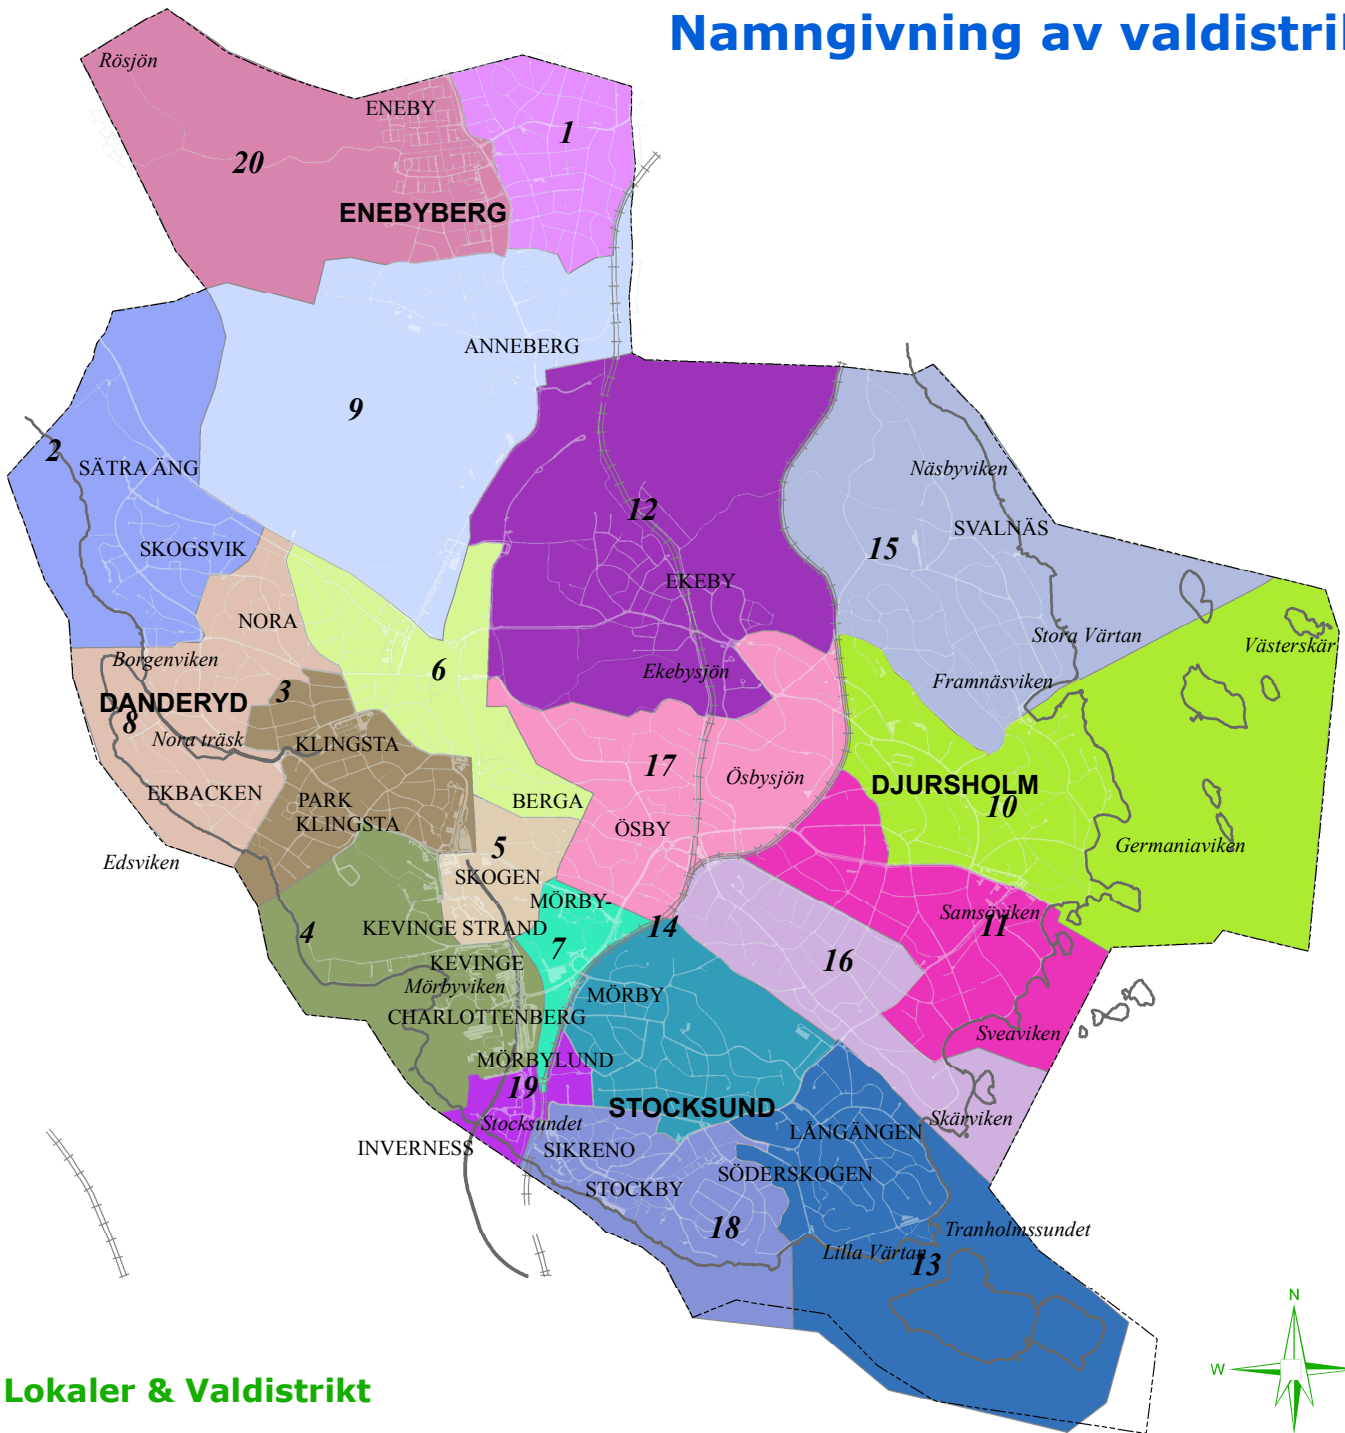 Namngivning av valdistrik
Rösjön
ENEBY
1
20
ENEBYBERG
ANNEBERG
9
2
SÄTRA ÄNG
Näsbyviken
12
SVALNÄS
SKOGSVIK
15
EKEBY
NORA
Stora Värtan
Västerskär
Borgenviken
6
Ekebysjön
Framnäsviken
3
DANDERYD
8
Nora träsk
KLINGSTA
17
Ösbysjön
DJURSHOLM
EKBACKEN
PARK
BERGA
10
KLINGSTA
ÖSBY
Germaniaviken
5
Edsviken
SKOGEN
MÖRBY-
Samsöviken
KEVINGE STRAND
14
11
4
7
16
KEVINGE
Mörbyviken
MÖRBY
CHARLOTTENBERG
Sveaviken
MÖRBYLUND
19
STOCKSUND
Skärviken
Stocksundet
LÅNGÄNGEN
INVERNESS
SIKRENO
SÖDERSKOGEN
STOCKBY
18
Tranholmssundet
Lilla Värtan
13
N
W
Lokaler & Valdistrikt